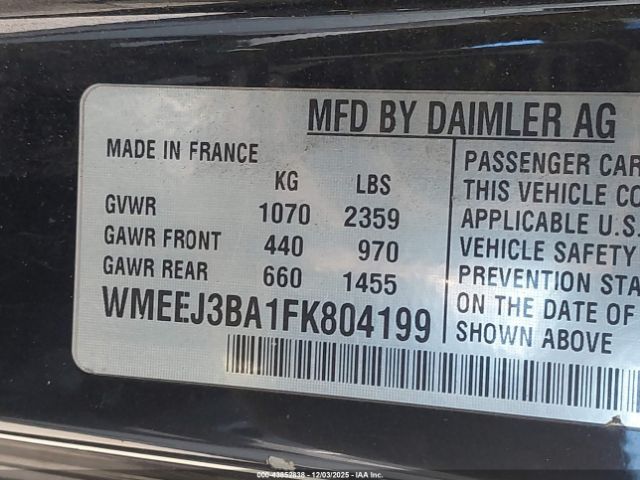 MFD BY DAIMLER AG
MADE IN FRANCE
KG LBS
GVWR 1070 2359
GAWR FRONT 440 970
GAWR REAR 660 1455
WMEEJ3BA1FK804199
PASSENGER CAR
THIS VEHICLE CO
APPLICABLE U.S.
VEHICLE SAFETY
PREVENTION STA
ON THE DATE OF
SHOWN ABOVE
000-43852838 - 12/03/2025 - IAA Inc.